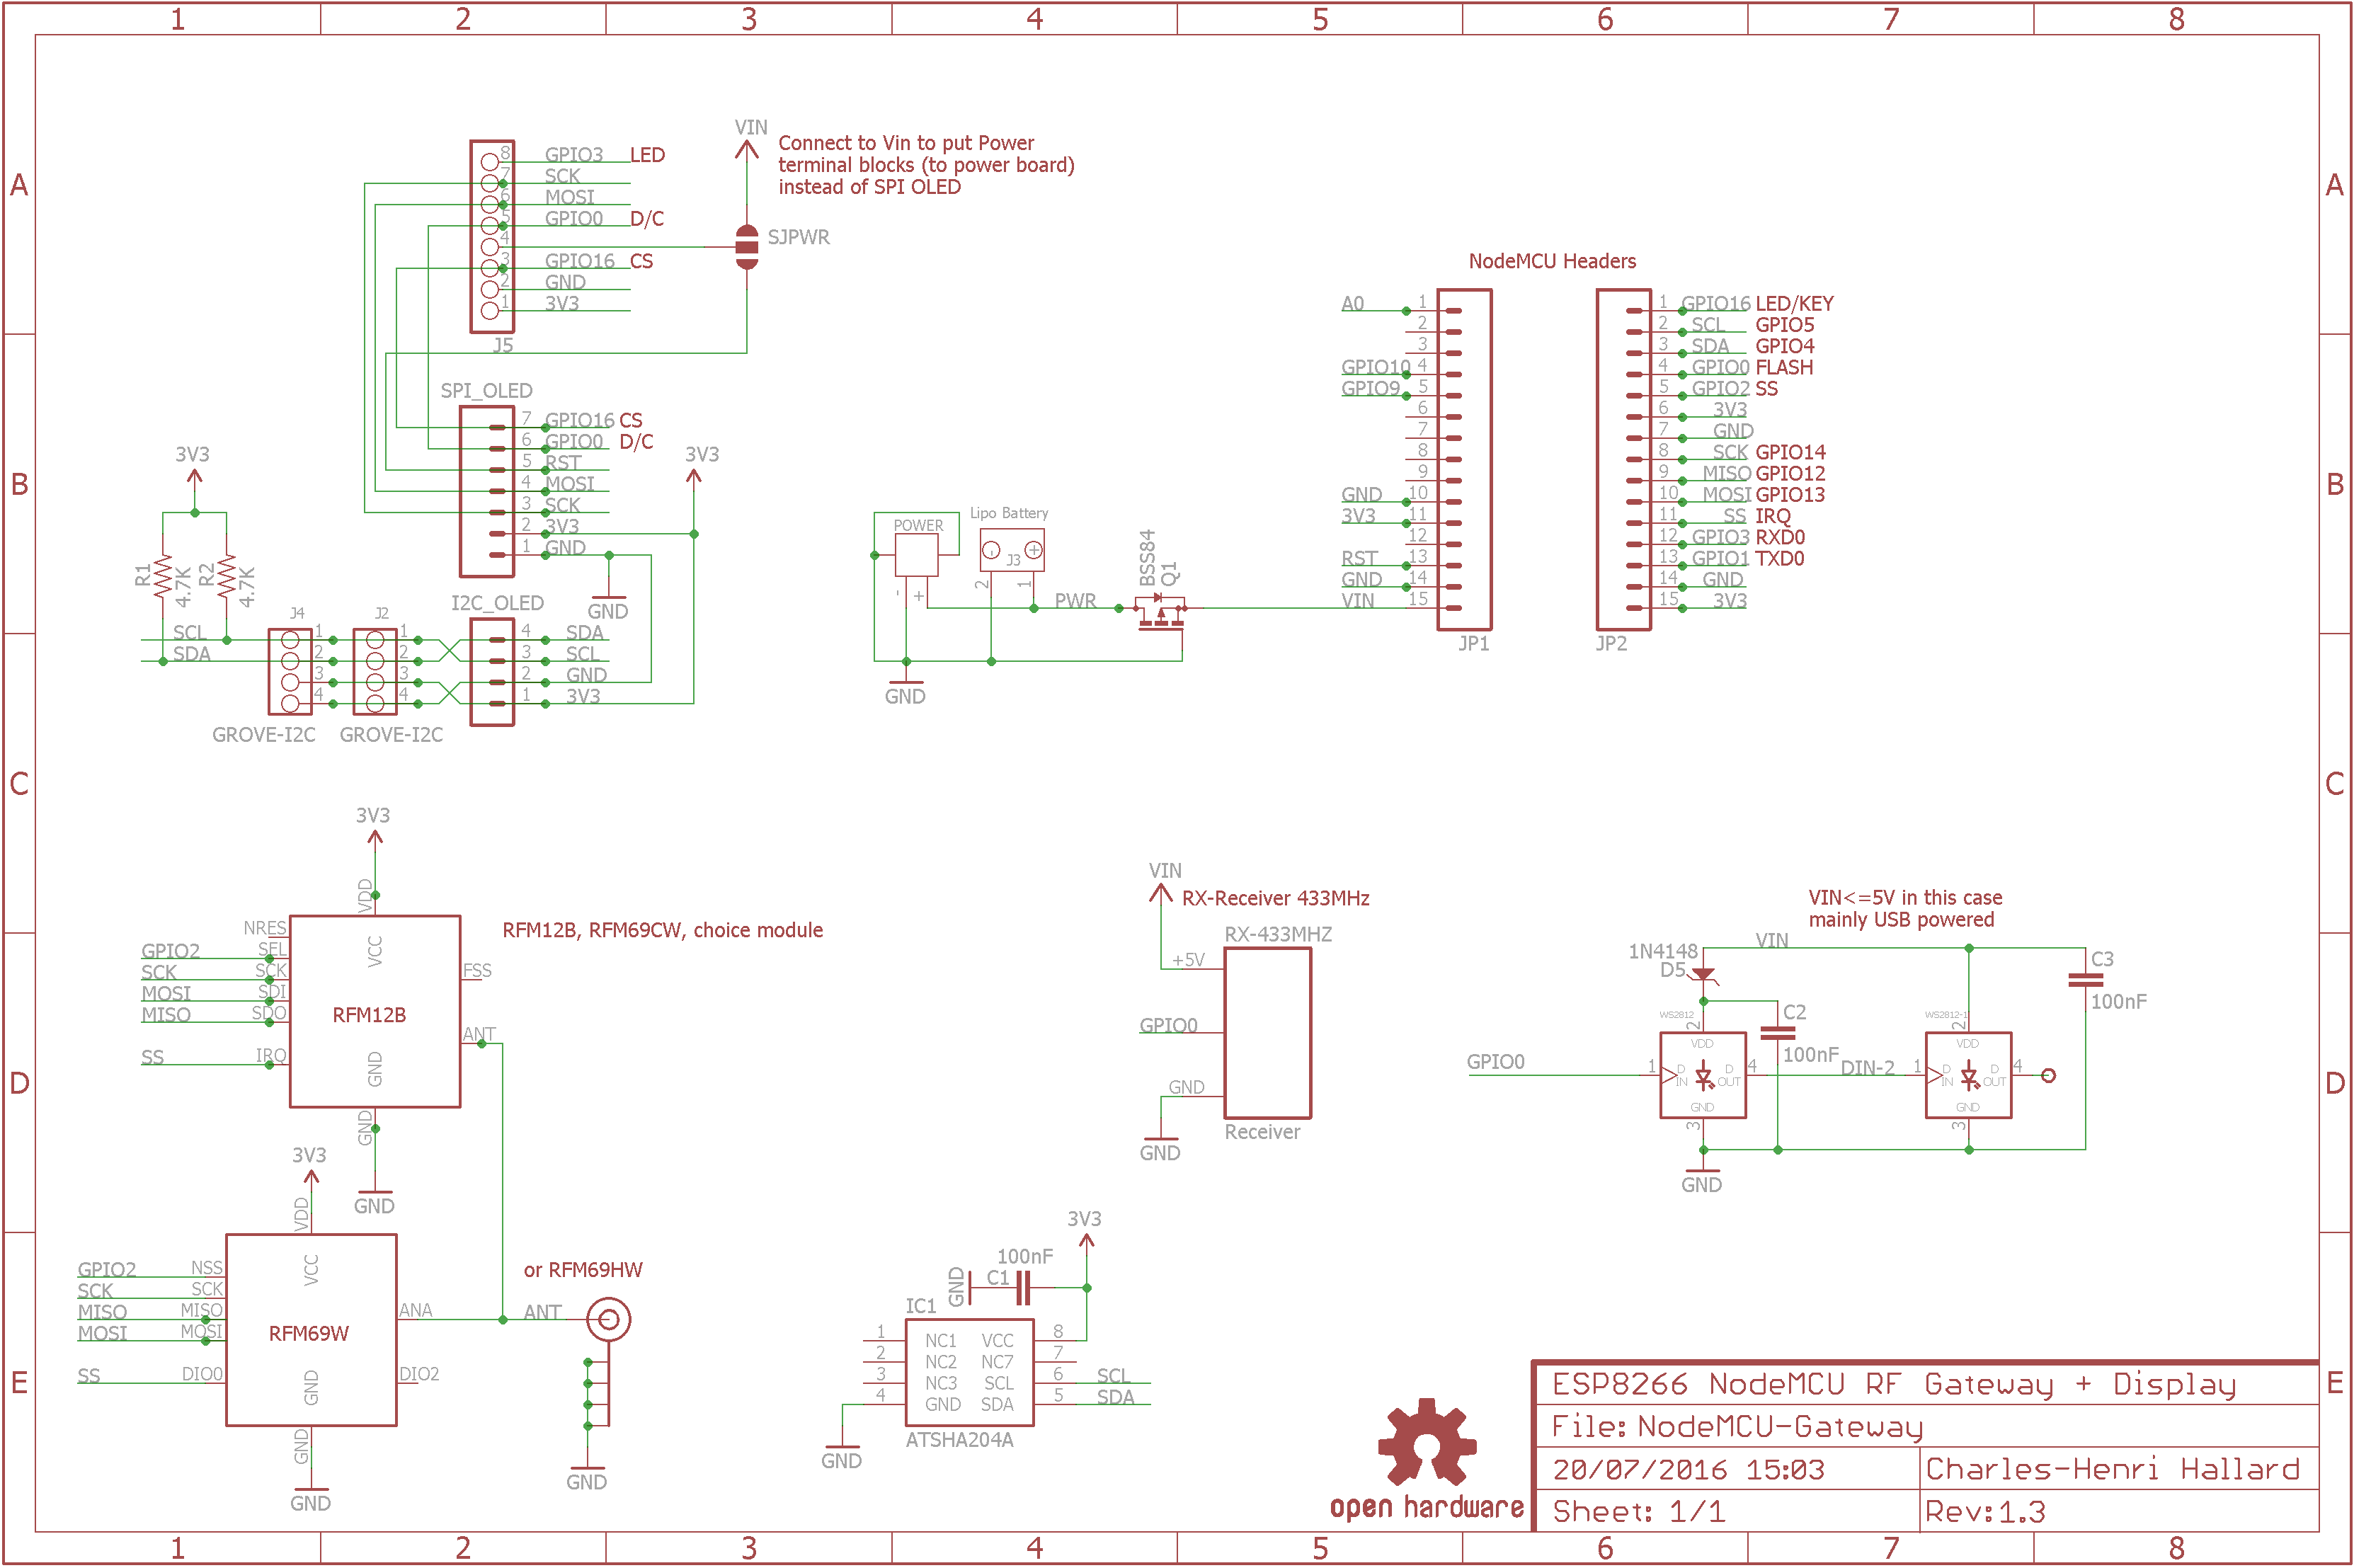 1 2 3 4 5 6 7 8
A
B
C
D
E
A
B
C
D
E
8 GPIO3 LED
7 SCK
6 MOSI
5 GPIO0 D/C
4
3 GPIO16 CS
2 GND
1 3V3
J5
VIN
Connect to Vin to put Power
terminal blocks (to power board)
instead of SPI OLED
SJPWR
SPI_OLED
7 GPIO16 CS
6 GPIO0 D/C
5 RST
4 MOSI
3 SCK
2 3V3
1 GND
3V3
GND
3V3
R1
4.7K
R2
4.7K
SCL
SDA
J4
1
2
3
4
GROVE-I2C
J2
1
2
3
4
GROVE-I2C
I2C_OLED
4 SDA
3 SCL
2 GND
1 3V3
POWER
- +
Lipo Battery
- +
J3
2 1
PWR
BSS84
Q1
GND
NodeMCU Headers
A0 1
2
3
GPIO10 4
GPIO9 5
6
7
8
9
GND 10
3V3 11
12
RST 13
GND 14
VIN 15
JP1
1 GPIO16 LED/KEY
2 SCL GPIO5
3 SDA GPIO4
4 GPIO0 FLASH
5 GPIO2 SS
6 3V3
7 GND
8 SCK GPIO14
9 MISO GPIO12
10 MOSI GPIO13
11 SS IRQ
12 GPIO3 RXD0
13 GPIO1 TXD0
14 GND
15 3V3
JP2
3V3
VDD
VCC
NRES
GPIO2 SEL
SCK SCK
MOSI SDI
MISO SDO
SS IRQ
RFM12B
FSS
ANT
GND
GND
GND
RFM12B, RFM69CW, choice module
3V3
VDD
VCC
GPIO2 NSS
SCK SCK
MISO MISO
MOSI MOSI
SS DIO0
RFM69W
ANA
DIO2
GND
GND
GND
or RFM69HW
ANT
GND
VIN
RX-Receiver 433MHz
RX-433MHZ
+5V
GPIO0
GND
Receiver
GND
3V3
100nF
GND
C1
IC1
1 NC1 VCC 8
2 NC2 NC7 7
3 NC3 SCL 6 SCL
4 GND SDA 5 SDA
ATSHA204A
GND
VIN<=5V in this case
mainly USB powered
VIN
1N4148
D5
C2
100nF
C3
100nF
WS2812
2
VDD
GPIO0 1 D IN D OUT 4
GND
3
GND
DIN-2
WS2812-1
2
VDD
1 D IN D OUT 4
GND
3
open hardware
ESP8266 NodeMCU RF Gateway + Display
File: NodeMCU-Gateway
20/07/2016 15:03 Charles-Henri Hallard
Sheet: 1/1 Rev:1.3
1 2 3 4 5 6 7 8